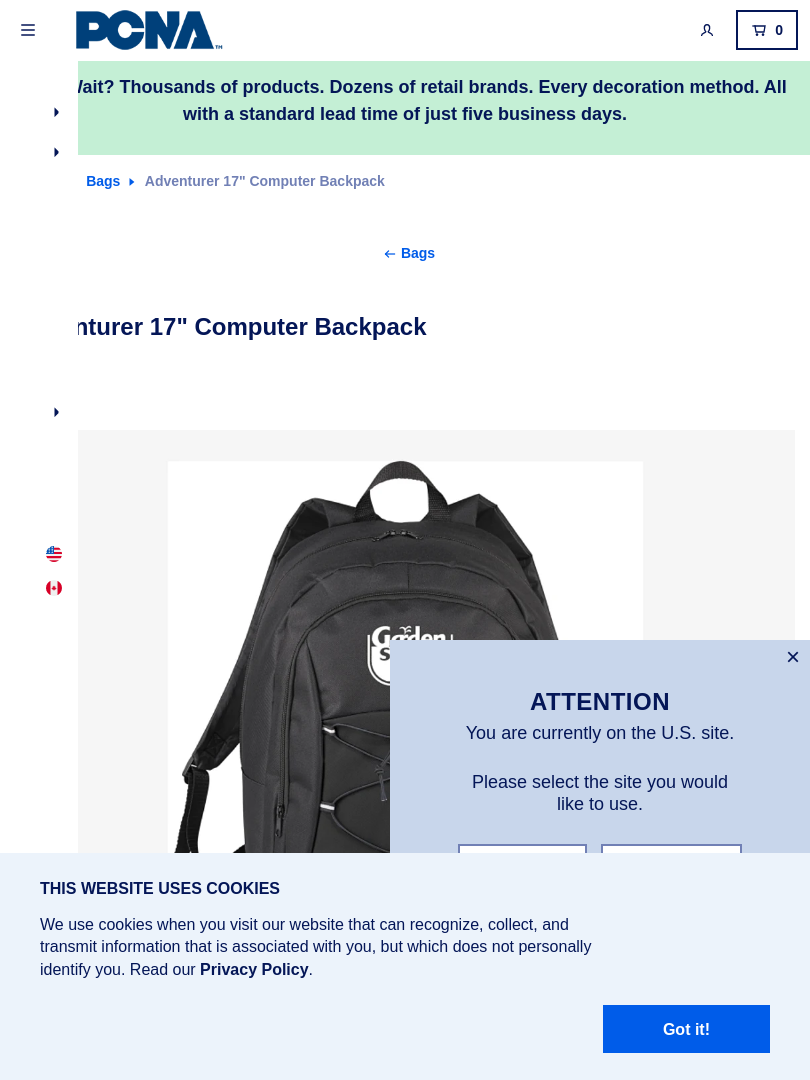 PCNA™
0
Wait? Thousands of products. Dozens of retail brands. Every decoration method. All
with a standard lead time of just five business days.
Bags
Adventurer 17" Computer Backpack
Bags
nturer 17" Computer Backpack
Garden
ATTENTION
You are currently on the U.S. site.
Please select the site you would
like to use.
THIS WEBSITE USES COOKIES
We use cookies when you visit our website that can recognize, collect, and
transmit information that is associated with you, but which does not personally
identify you. Read our Privacy Policy.
Got it!